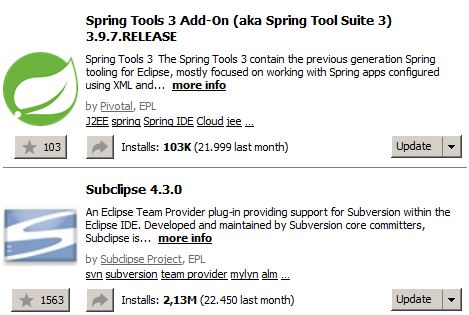 Spring Tools 3 Add-On (aka Spring Tool Suite 3)
3.9.7.RELEASE
Spring Tools 3 The Spring Tools 3 contain the previous generation Spring
tooling for Eclipse, mostly focused on working with Spring apps configured
using XML and... more info
by Pivotal, EPL
J2EE spring Spring IDE Cloud jee ...
103 Installs: 103K (21.999 last month) Update
Subclipse 4.3.0
An Eclipse Team Provider plug-in providing support for Subversion within the
Eclipse IDE. Developed and maintained by Subversion core committers,
Subclipse is... more info
by Subclipse Project, EPL
svn subversion team provider mylyn alm ...
1563 Installs: 2,13M (22.450 last month) Update